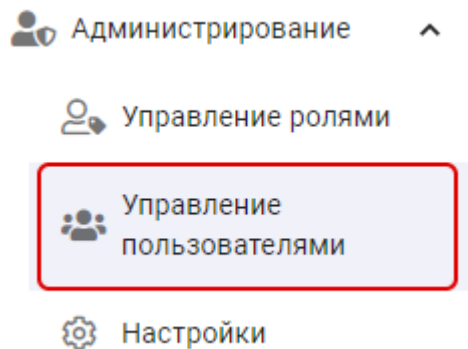 Администрирование
Управление ролями
Управление
пользователями
Настройки